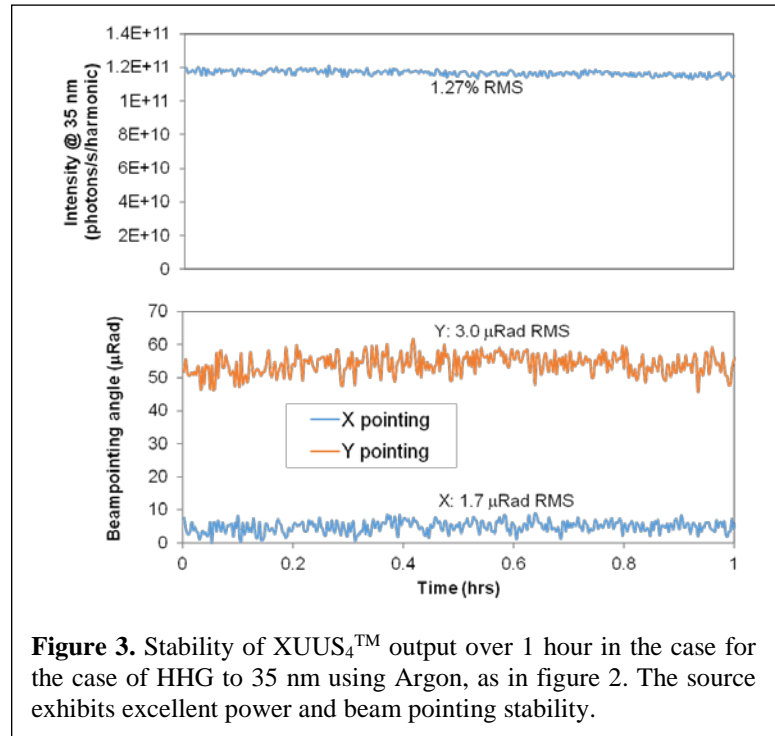 1.4E+11
1.2E+11
1E+11
8E+10
6E+10
4E+10
2E+10
0
Intensity @ 35 nm
(photons/s/harmonic)
1.27% RMS
70
60
50
40
30
20
10
0
Beampointing angle (µRad)
Y: 3.0 µRad RMS
X pointing
Y pointing
X: 1.7 µRad RMS
0
0.2
0.4
0.6
0.8
1
Time (hrs)
Figure 3. Stability of XUUS₄™ output over 1 hour in the case for
the case of HHG to 35 nm using Argon, as in figure 2. The source
exhibits excellent power and beam pointing stability.